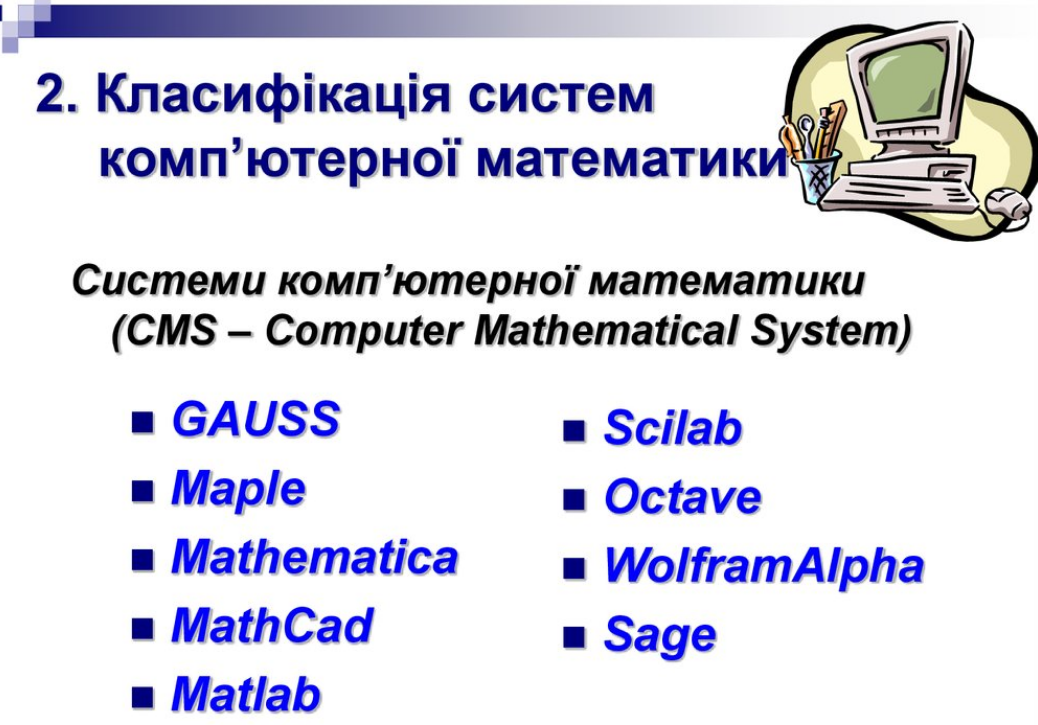 2. Класифікація систем
комп’ютерної математики
Системи комп’ютерної математики
(CMS – Computer Mathematical System)
GAUSS
Maple
Mathematica
MathCad
Matlab
Scilab
Octave
WolframAlpha
Sage